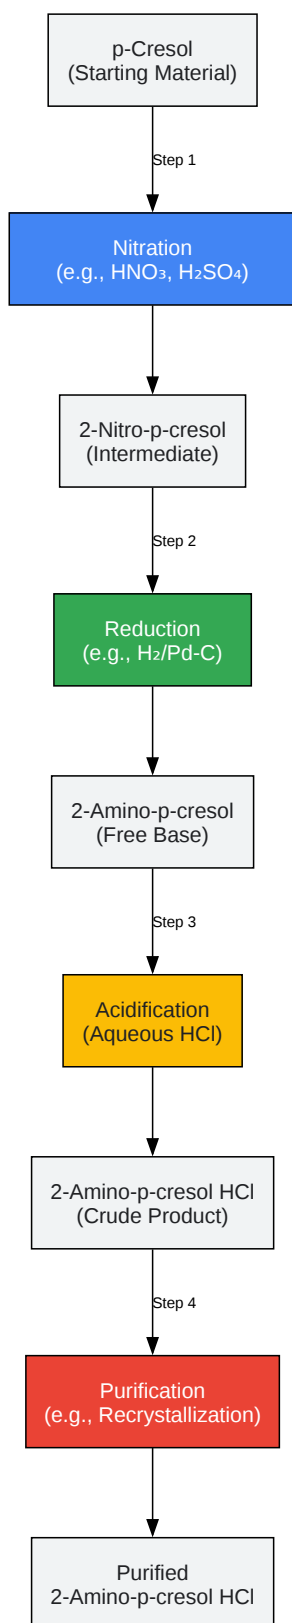 p-Cresol
(Starting Material)
Step 1
Nitration
(e.g., HNO₃, H₂SO₄)
2-Nitro-p-cresol
(Intermediate)
Step 2
Reduction
(e.g., H₂/Pd-C)
2-Amino-p-cresol
(Free Base)
Step 3
Acidification
(Aqueous HCl)
2-Amino-p-cresol HCl
(Crude Product)
Step 4
Purification
(e.g., Recrystallization)
Purified
2-Amino-p-cresol HCl